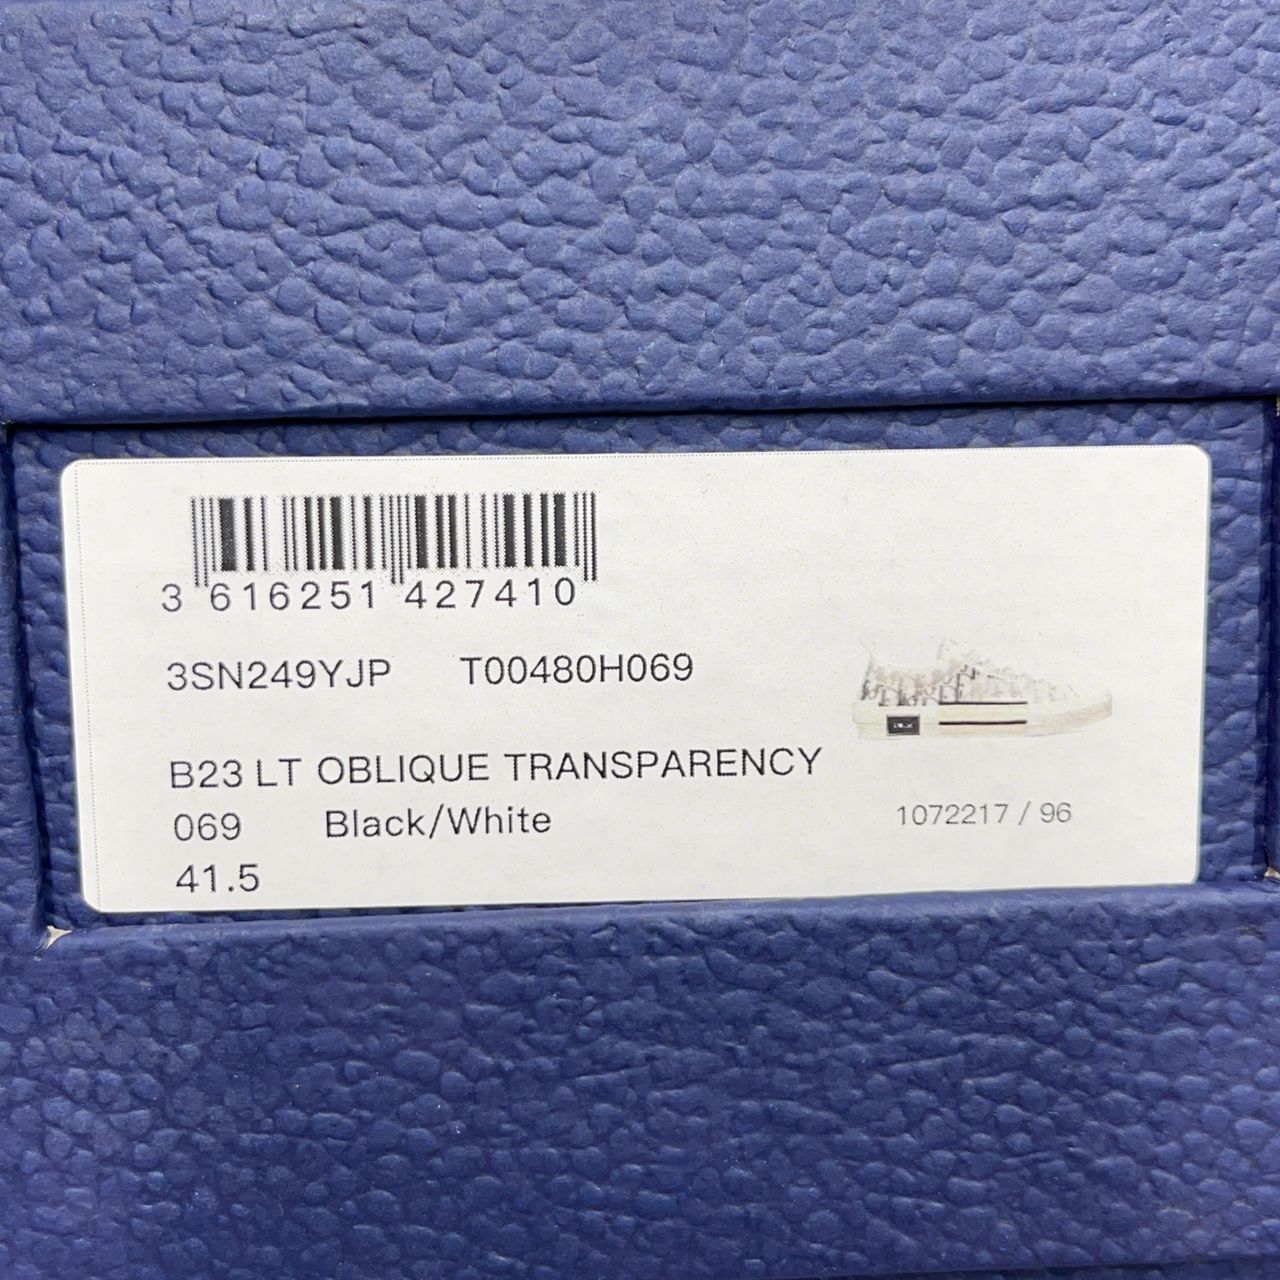 3 616251 427410
3SN249YJP T00480H069
B23 LT OBLIQUE TRANSPARENCY
069 Black/White
1072217 / 96
41.5